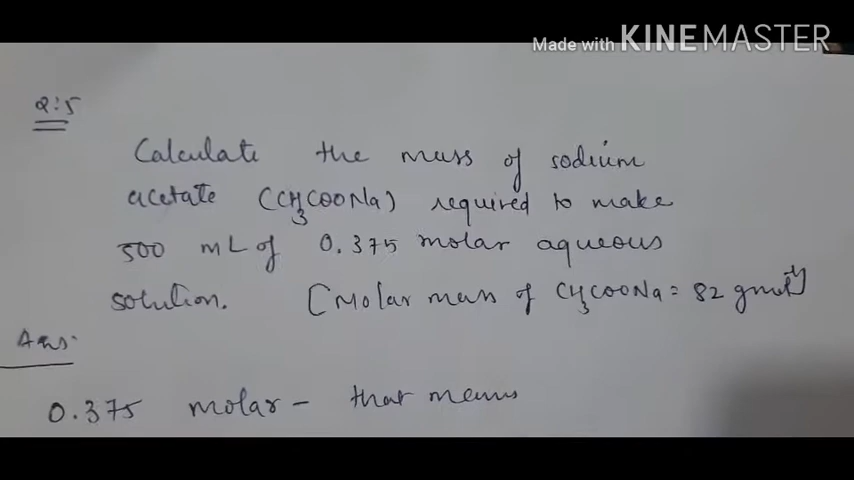 Made with KINEMASTER
Q:5
Calculate the mass of sodium
acetate (CH3COONa) required to make
500 mL of 0.375 molar aqueous
solution. [Molar mass of CH3COONa = 82 gmol-1]
Ans:
0.375 molar - that means